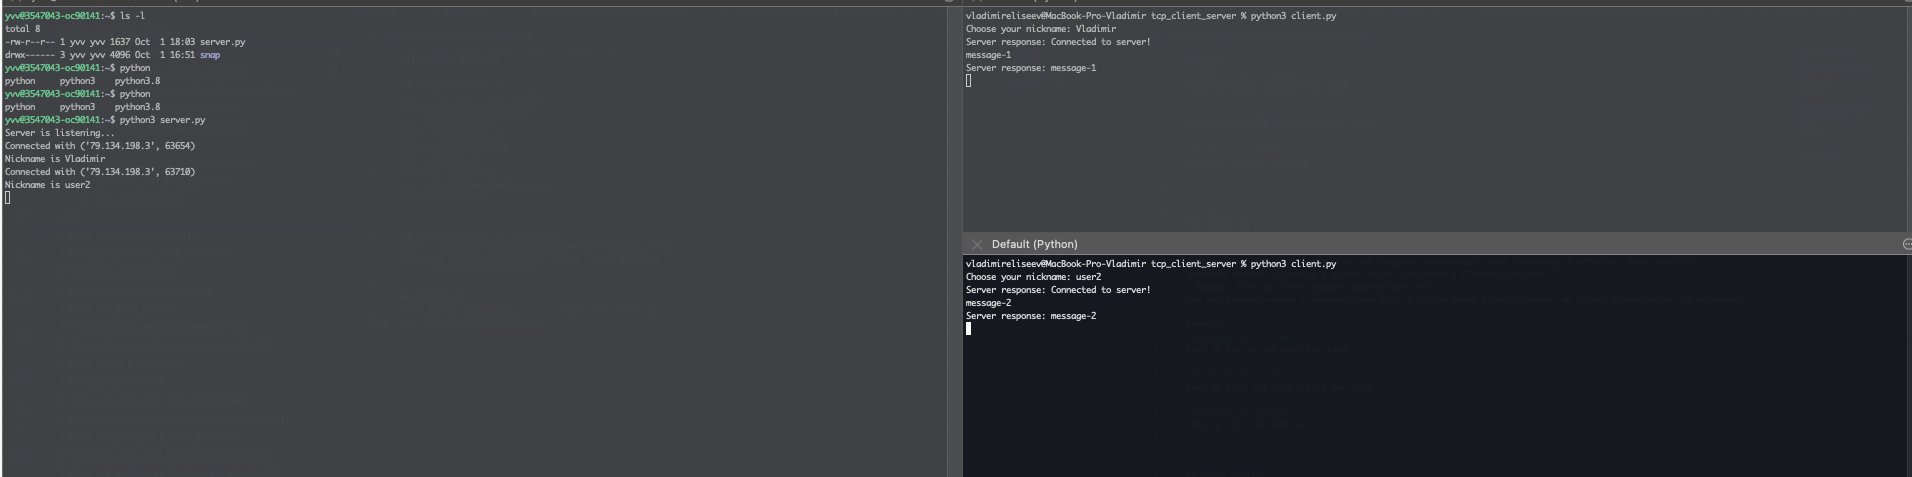 yvv@3547043-oc90141:~$ ls -l
total 8
-rw-r--r-- 1 yvv yvv 1637 Oct  1 18:03 server.py
drwx------ 3 yvv yvv 4096 Oct  1 16:51 snap
yvv@3547043-oc90141:~$ python
python     python3    python3.8
yvv@3547043-oc90141:~$ python
python     python3    python3.8
yvv@3547043-oc90141:~$ python3 server.py
Server is listening...
Connected with ('79.134.198.3', 63654)
Nickname is Vladimir
Connected with ('79.134.198.3', 63710)
Nickname is user2
vladimireliseev@MacBook-Pro-Vladimir tcp_client_server % python3 client.py
Choose your nickname: Vladimir
Server response: Connected to server!
message-1
Server response: message-1
Default (Python)
vladimireliseev@MacBook-Pro-Vladimir tcp_client_server % python3 client.py
Choose your nickname: user2
Server response: Connected to server!
message-2
Server response: message-2